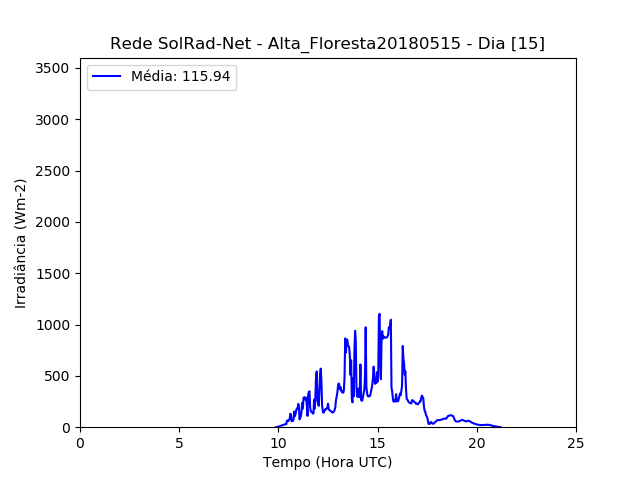 Rede SolRad-Net - Alta_Floresta20180515 - Dia [15]
Média: 115.94
3500
3000
2500
2000
1500
1000
500
0
Irradiância (Wm-2)
0 5 10 15 20 25
Tempo (Hora UTC)